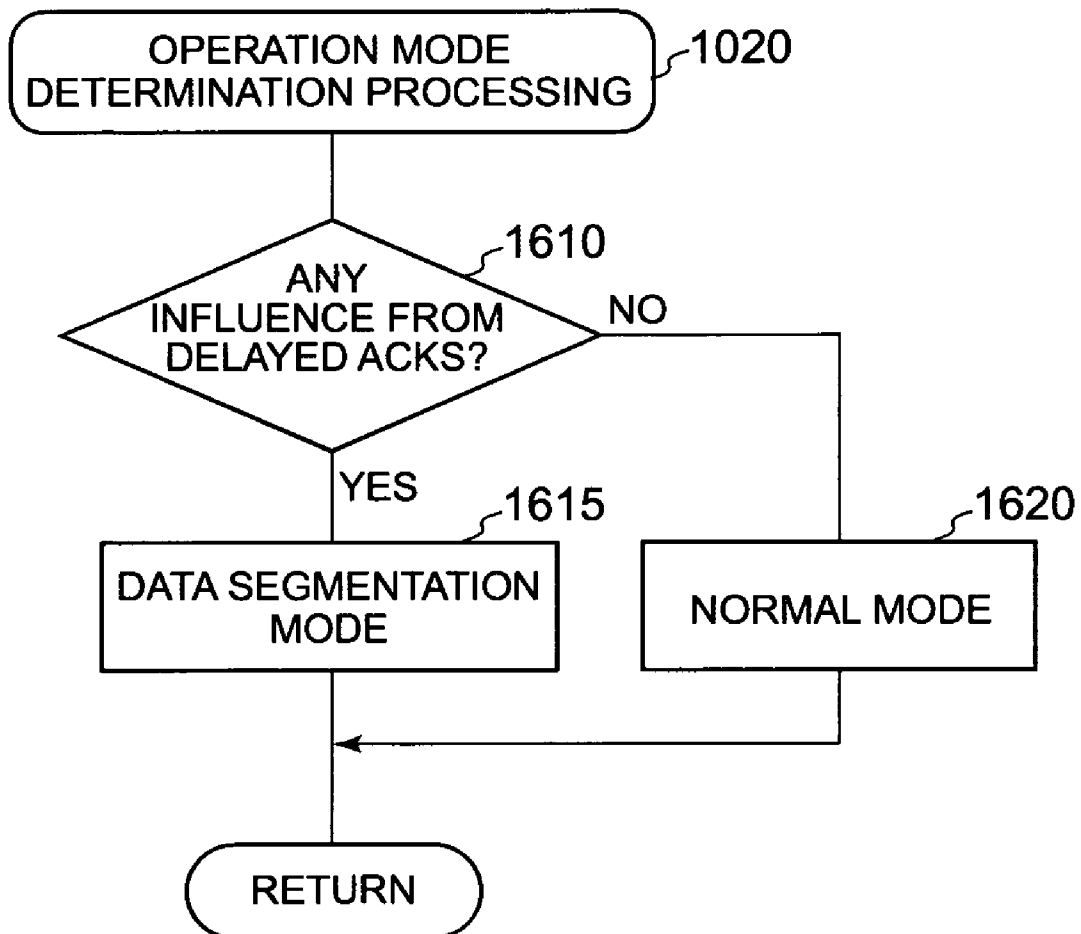 OPERATION MODE
DETERMINATION PROCESSING
1020
1610
ANY
INFLUENCE FROM
DELAYED ACKS?
NO
YES
1615
1620
DATA SEGMENTATION
MODE
NORMAL MODE
RETURN